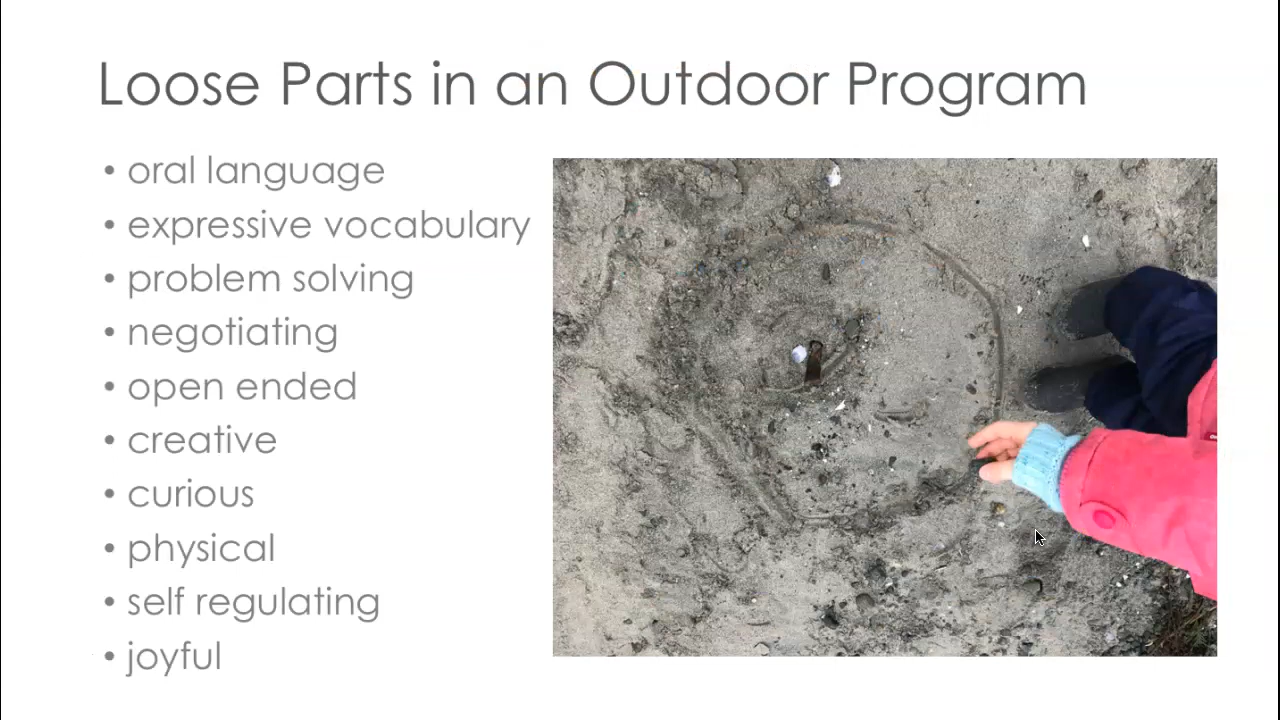 Loose Parts in an Outdoor Program
• oral language
• expressive vocabulary
• problem solving
• negotiating
• open ended
• creative
• curious
• physical
• self regulating
• joyful